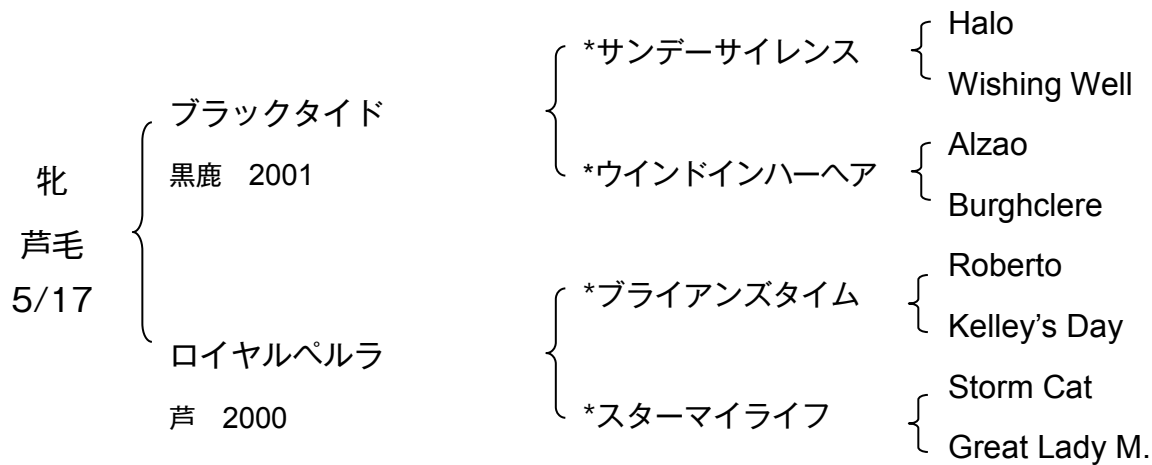 牝
芦毛
5/17
ブラックタイド
黒鹿 2001
ロイヤルペルラ
芦 2000
*サンデーサイレンス
*ウインドインハーヘア
*ブライアンズタイム
*スターマイライフ
Halo
Wishing Well
Alzao
Burghclere
Roberto
Kelley’s Day
Storm Cat
Great Lady M.